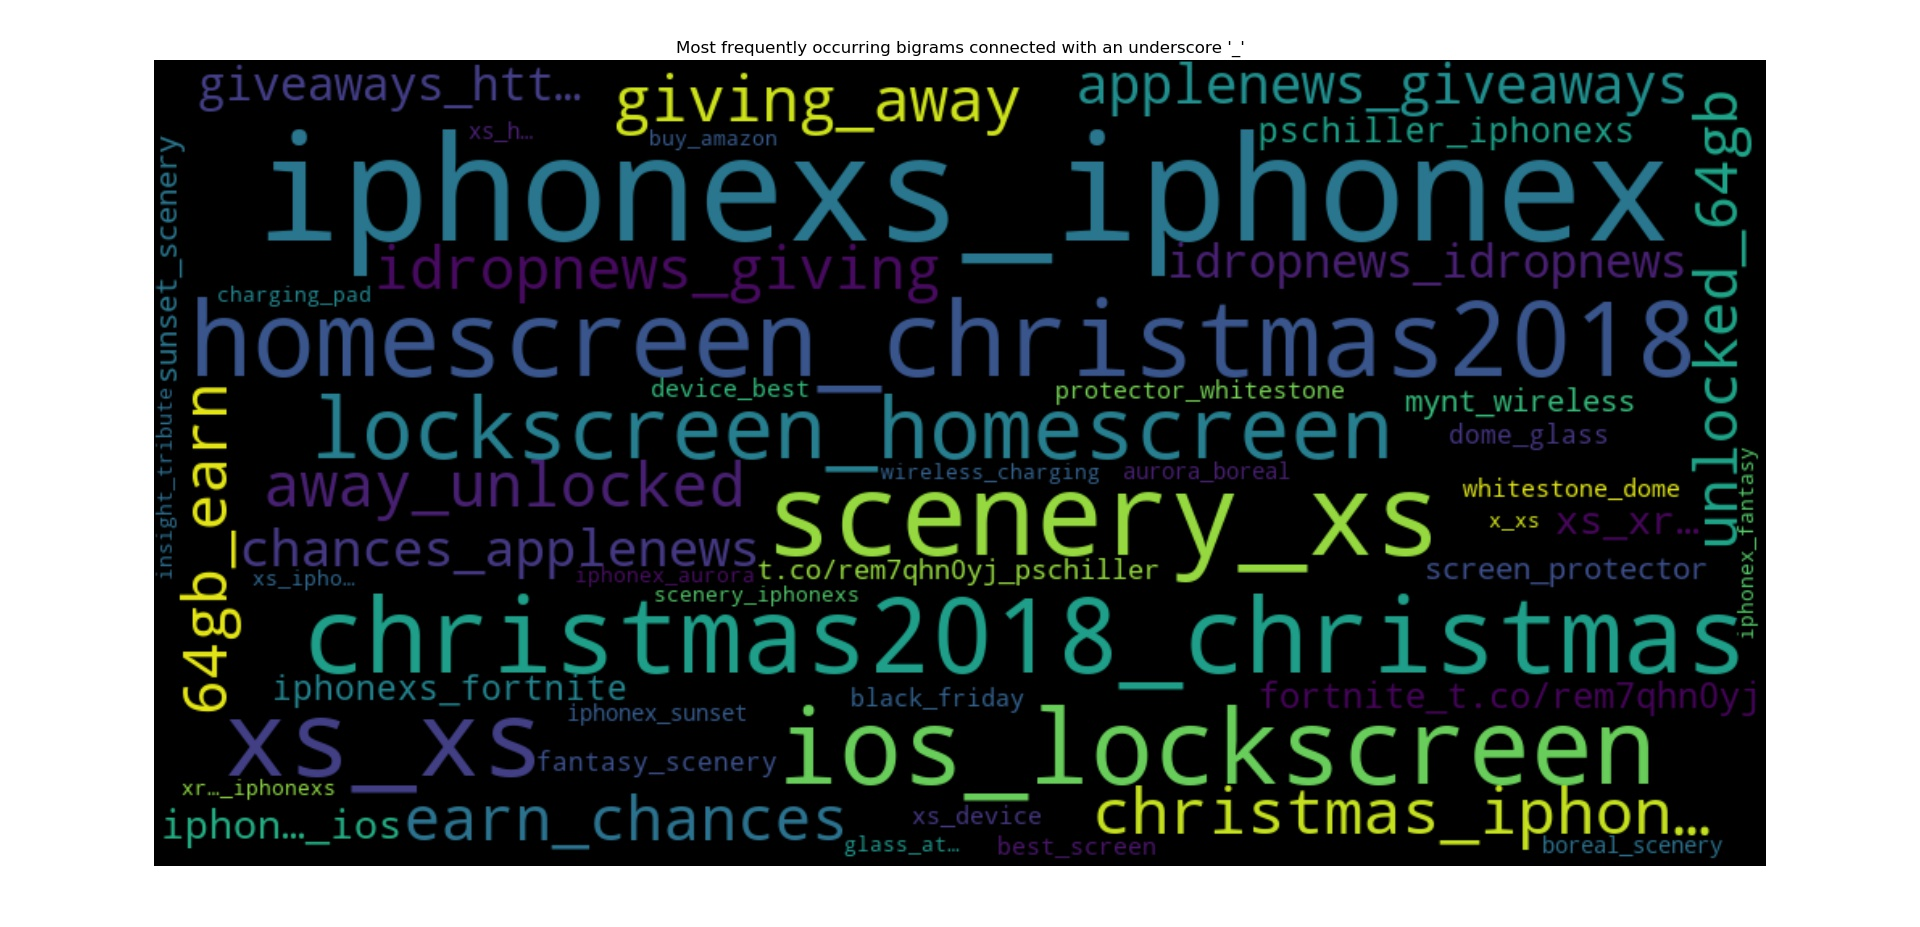 Most frequently occurring bigrams connected with an underscore '_'
giveaways_htt…
giving_away
applenews_giveaways
xs_h…
buy_amazon
pschiller_iphonexs
iphonexs_iphonex
unlocked_64gb
sunset_scenery
idropnews_giving
idropnews_idropnews
charging_pad
homescreen_christmas2018
device_best
protector_whitestone
mynt_wireless
lockscreen_homescreen
dome_glass
insight_tribute
64gb_earn
wireless_charging
aurora_boreal
away_unlocked
scenery_xs
whitestone_dome
x_xs
xs_xr…
iphonex_fantasy
chances_applenews
xs_ipho…
iphonex_aurora
t.co/rem7qhn0yj_pschiller
screen_protector
scenery_iphonexs
christmas2018_christmas
iphonexs_fortnite
black_friday
fortnite_t.co/rem7qhn0yj
xs_xs
iphonex_sunset
ios_lockscreen
fantasy_scenery
xr…_iphonexs
iphon…_ios
earn_chances
xs_device
christmas_iphon…
glass_at…
best_screen
boreal_scenery